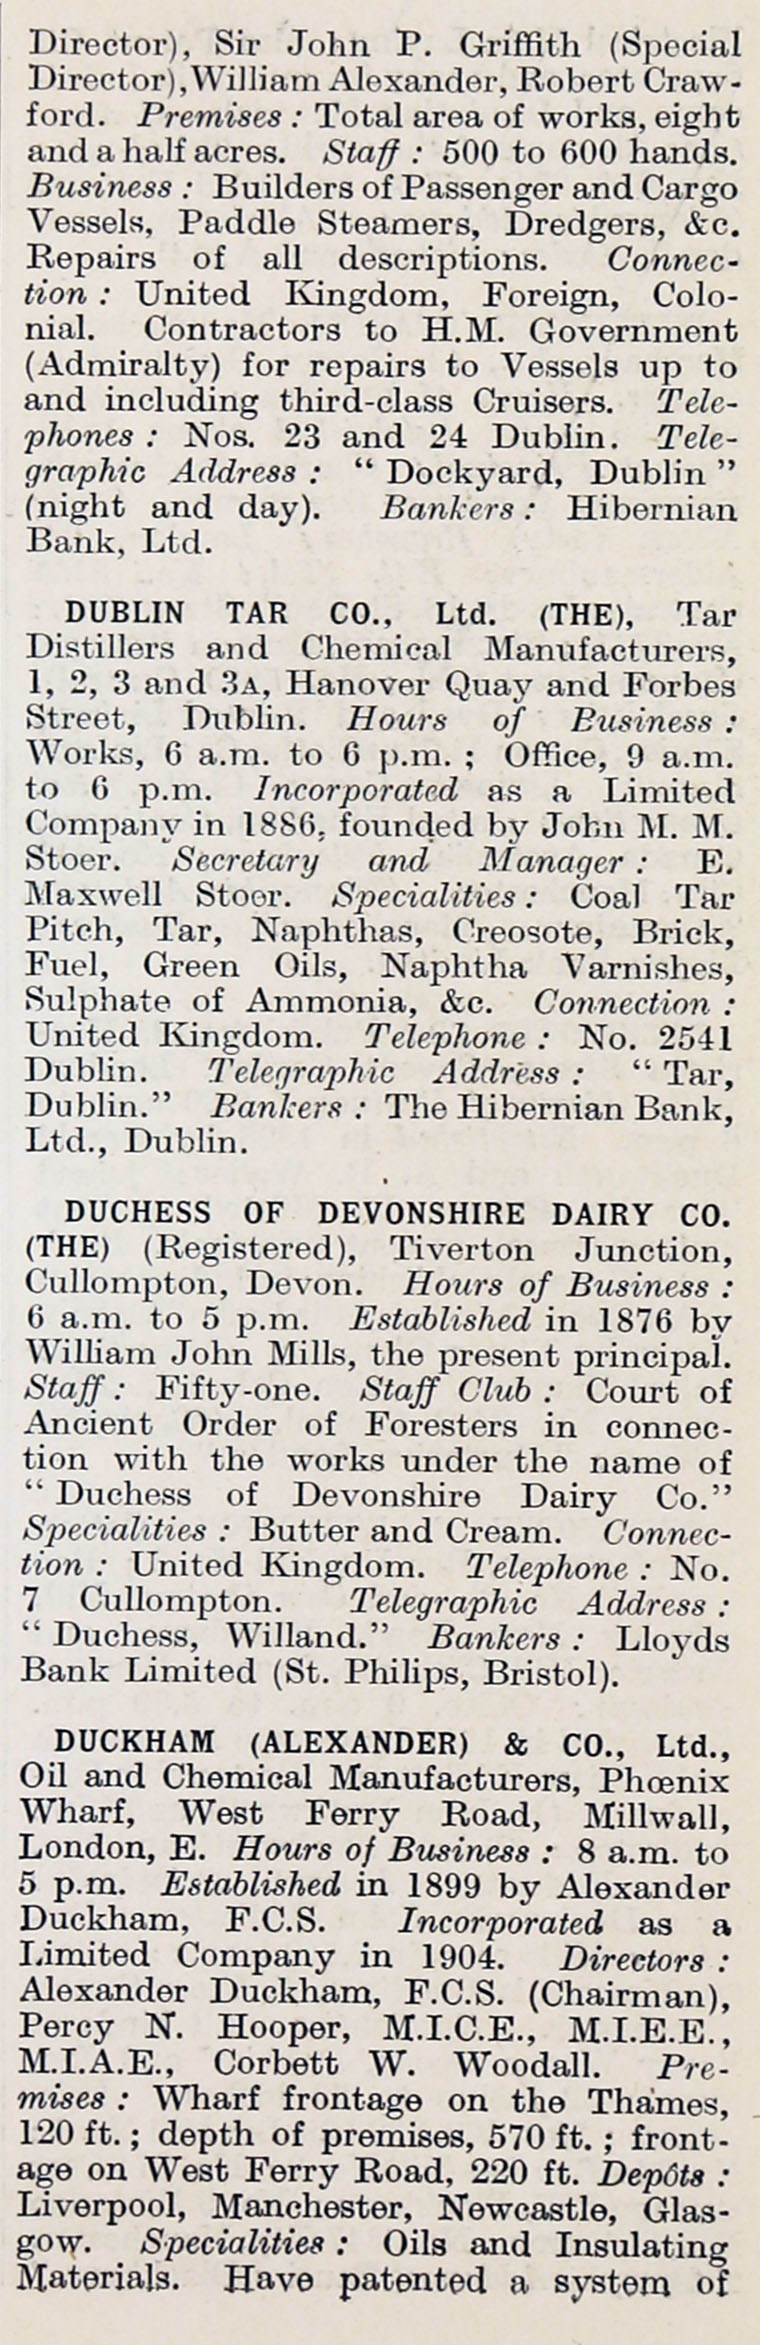 Director), Sir John P. Griffith (Special
Director), William Alexander, Robert Craw-
ford. Premises : Total area of works, eight
and a half acres. Staff : 500 to 600 hands.
Business : Builders of Passenger and Cargo
Vessels, Paddle Steamers, Dredgers, &c.
Repairs of all descriptions. Connec-
tion : United Kingdom, Foreign, Colo-
nial. Contractors to H.M. Government
(Admiralty) for repairs to Vessels up to
and including third-class Cruisers. Tele-
phones : Nos. 23 and 24 Dublin. Tele-
graphic Address : “ Dockyard, Dublin ”
(night and day). Bankers : Hibernian
Bank, Ltd.
DUBLIN TAR CO., Ltd. (THE), Tar
Distillers and Chemical Manufacturers,
1, 2, 3 and 3A, Hanover Quay and Forbes
Street, Dublin. Hours of Business :
Works, 6 a.m. to 6 p.m. ; Office, 9 a.m.
to 6 p.m. Incorporated as a Limited
Company in 1886, founded by John M. M.
Stoer. Secretary and Manager : E.
Maxwell Stoer. Specialities : Coal Tar
Pitch, Tar, Naphthas, Creosote, Brick,
Fuel, Green Oils, Naphtha Varnishes,
Sulphate of Ammonia, &c. Connection :
United Kingdom. Telephone : No. 2541
Dublin. Telegraphic Address : “ Tar,
Dublin.” Bankers : The Hibernian Bank,
Ltd., Dublin.
DUCHESS OF DEVONSHIRE DAIRY CO.
(THE) (Registered), Tiverton Junction,
Cullompton, Devon. Hours of Business :
6 a.m. to 5 p.m. Established in 1876 by
William John Mills, the present principal.
Staff : Fifty-one. Staff Club : Court of
Ancient Order of Foresters in connec-
tion with the works under the name of
“ Duchess of Devonshire Dairy Co.”
Specialities : Butter and Cream. Connec-
tion : United Kingdom. Telephone : No.
7 Cullompton. Telegraphic Address :
“ Duchess, Willand.” Bankers : Lloyds
Bank Limited (St. Philips, Bristol).
DUCKHAM (ALEXANDER) & CO., Ltd.,
Oil and Chemical Manufacturers, Phœnix
Wharf, West Ferry Road, Millwall,
London, E. Hours of Business : 8 a.m. to
5 p.m. Established in 1899 by Alexander
Duckham, F.C.S. Incorporated as a
Limited Company in 1904. Directors :
Alexander Duckham, F.C.S. (Chairman),
Percy N. Hooper, M.I.C.E., M.I.E.E.,
M.I.A.E., Corbett W. Woodall. Pre-
mises : Wharf frontage on the Thames,
120 ft. ; depth of premises, 570 ft. ; front-
age on West Ferry Road, 220 ft. Depôts :
Liverpool, Manchester, Newcastle, Glas-
gow. Specialities : Oils and Insulating
Materials. Have patented a system of